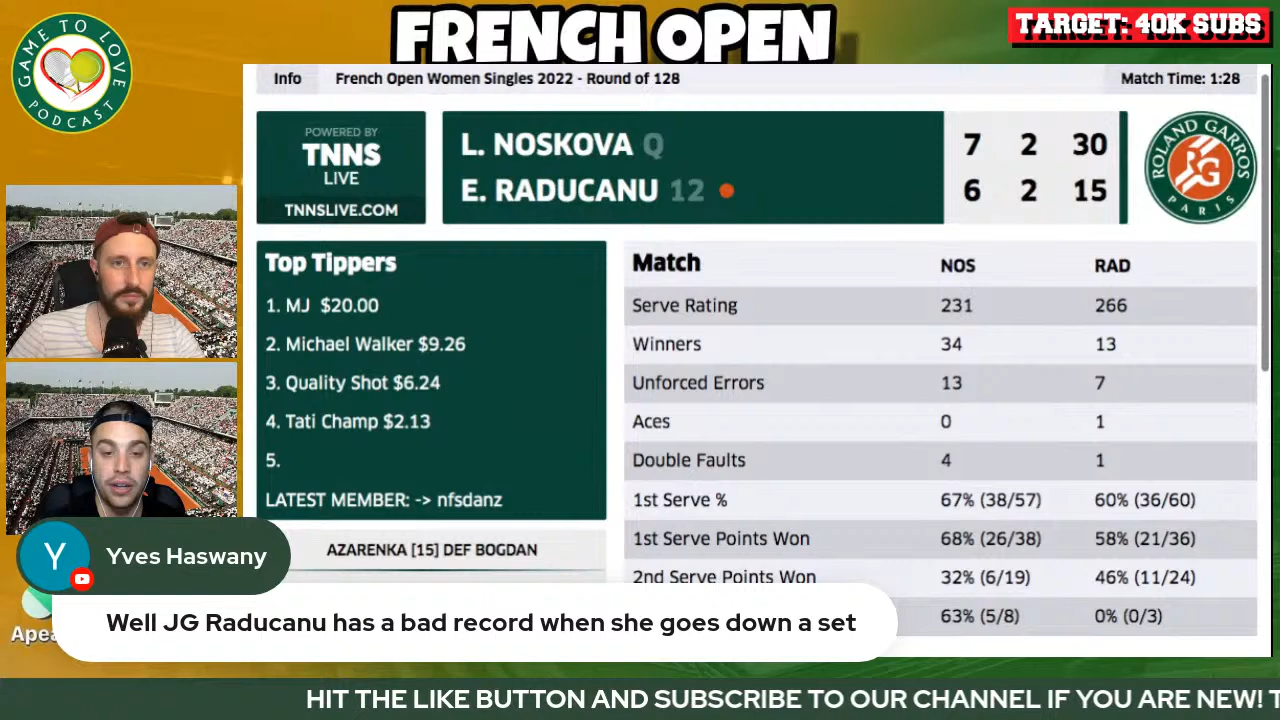 GAME TO LOVE
PODCAST
FRENCH OPEN
TARGET: 40K SUBS
Info French Open Women Singles 2022 - Round of 128 Match Time: 1:28
POWERED BY
TNNS
LIVE
TNNSLIVE.COM
L. NOSKOVA Q 7 2 30
E. RADUCANU 12 6 2 15
ROLAND GARROS
PARIS
Top Tippers
1. MJ $20.00
2. Michael Walker $9.26
3. Quality Shot $6.24
4. Tati Champ $2.13
5.
LATEST MEMBER: -> nfsdanz
AZARENKA [15] DEF BOGDAN
Match NOS RAD
Serve Rating 231 266
Winners 34 13
Unforced Errors 13 7
Aces 0 1
Double Faults 4 1
1st Serve % 67% (38/57) 60% (36/60)
1st Serve Points Won 68% (26/38) 58% (21/36)
2nd Serve Points Won 32% (6/19) 46% (11/24)
63% (5/8) 0% (0/3)
Y Yves Haswany
Well JG Raducanu has a bad record when she goes down a set
HIT THE LIKE BUTTON AND SUBSCRIBE TO OUR CHANNEL IF YOU ARE NEW!